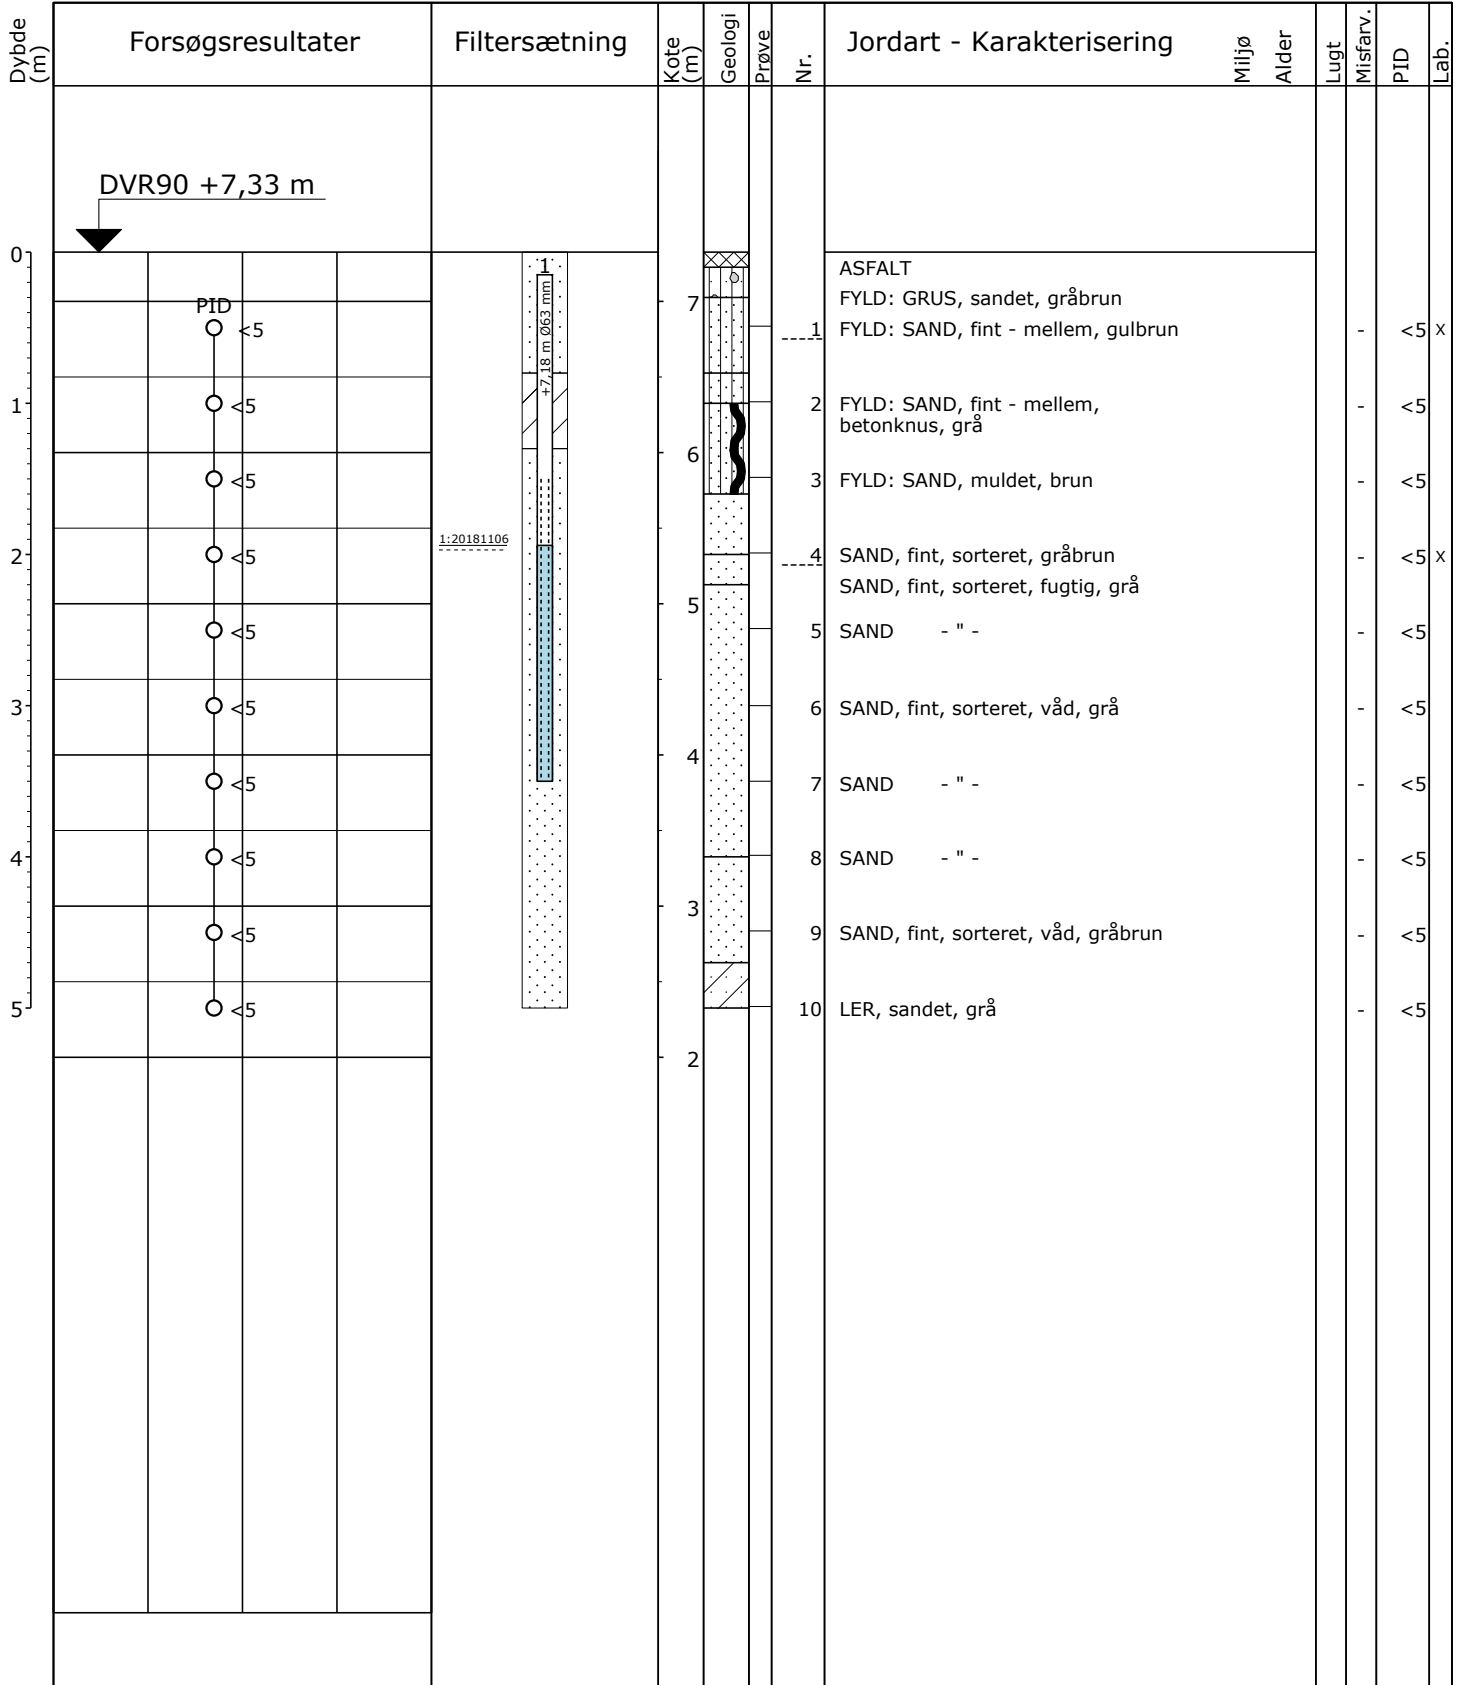 Dybde (m)
Forsøgsresultater
Filtersætning
Kote (m)
Geologi
Prøve
Nr.
Jordart - Karakterisering
Miljø
Alder
Lugt
Misfarv.
PID
Lab.
DVR90 +7,33 m
0
1
ASFALT
7
FYLD: GRUS, sandet, gråbrun
PID
+7,18 m Ø63 mm
<5
1 FYLD: SAND, fint - mellem, gulbrun - <5 X
1
<5
2 FYLD: SAND, fint - mellem, - <5
betonknus, grå
6
<5
3 FYLD: SAND, muldet, brun - <5
1:20181106
2
<5
4 SAND, fint, sorteret, gråbrun - <5 X
SAND, fint, sorteret, fugtig, grå
5
<5
5 SAND - " - - <5
3
<5
6 SAND, fint, sorteret, våd, grå - <5
4
<5
7 SAND - " - - <5
4
<5
8 SAND - " - - <5
3
<5
9 SAND, fint, sorteret, våd, gråbrun - <5
5
<5
10 LER, sandet, grå - <5
2